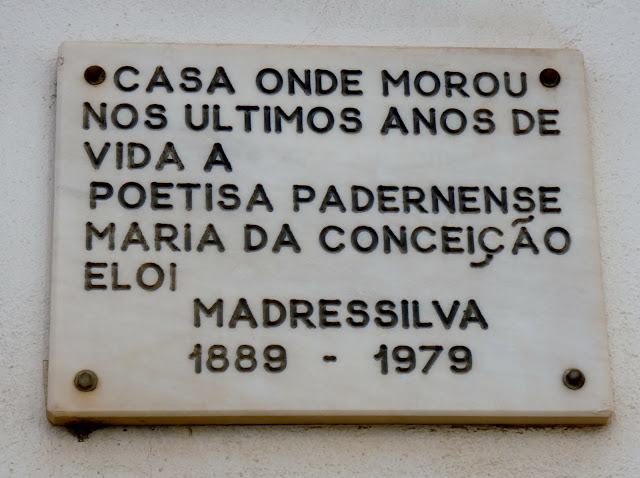 CASA ONDE MOROU
NOS ULTIMOS ANOS DE
VIDA A
POETISA PADERNENSE
MARIA DA CONCEIÇÃO
ELOI
MADRESSILVA
1889 - 1979